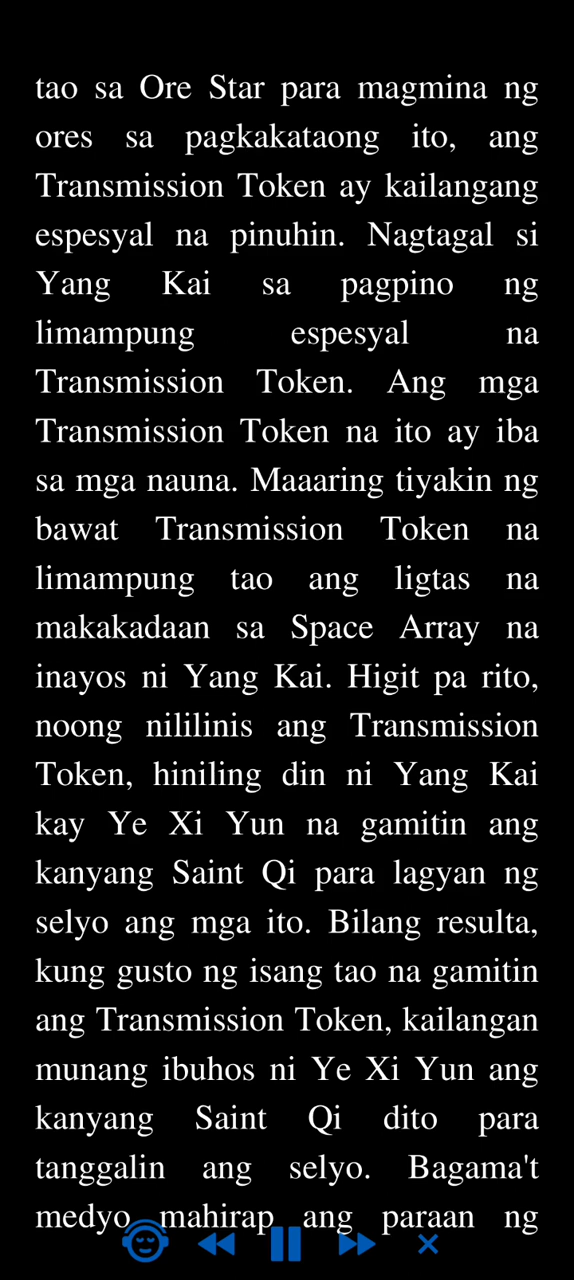 tao sa Ore Star para magmina ng
ores sa pagkakataong ito, ang
Transmission Token ay kailangang
espesyal na pinuhin. Nagtagal si
Yang Kai sa pagpino ng
limampung espesyal na
Transmission Token. Ang mga
Transmission Token na ito ay iba
sa mga nauna. Maaaring tiyakin ng
bawat Transmission Token na
limampung tao ang ligtas na
makakadaan sa Space Array na
inayos ni Yang Kai. Higit pa rito,
noong nililinis ang Transmission
Token, hiniling din ni Yang Kai
kay Ye Xi Yun na gamitin ang
kanyang Saint Qi para lagyan ng
selyo ang mga ito. Bilang resulta,
kung gusto ng isang tao na gamitin
ang Transmission Token, kailangan
munang ibuhos ni Ye Xi Yun ang
kanyang Saint Qi dito para
tanggalin ang selyo. Bagama't
medyo mahirap ang paraan ng